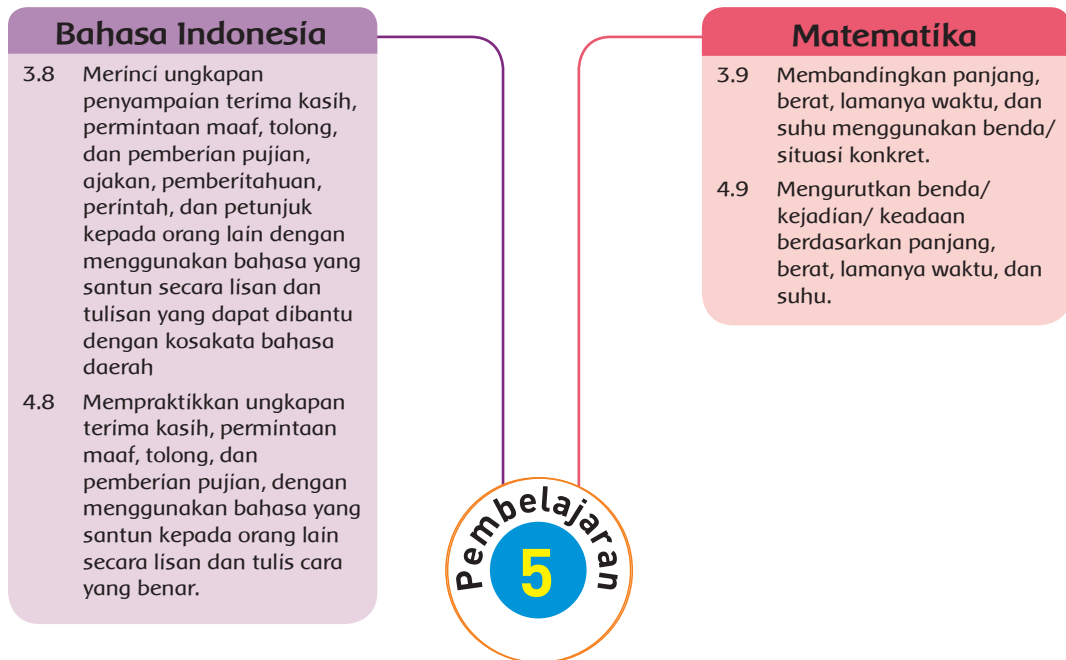 Bahasa Indonesia
3.8 Merinci ungkapan
penyampaian terima kasih,
permintaan maaf, tolong,
dan pemberian pujian,
ajakan, pemberitahuan,
perintah, dan petunjuk
kepada orang lain dengan
menggunakan bahasa yang
santun secara lisan dan
tulisan yang dapat dibantu
dengan kosakata bahasa
daerah
4.8 Mempraktikkan ungkapan
terima kasih, permintaan
maaf, tolong, dan
pemberian pujian, dengan
menggunakan bahasa yang
santun kepada orang lain
secara lisan dan tulis cara
yang benar.
Matematika
3.9 Membandingkan panjang,
berat, lamanya waktu, dan
suhu menggunakan benda/
situasi konkret.
4.9 Mengurutkan benda/
kejadian/ keadaan
berdasarkan panjang,
berat, lamanya waktu, dan
suhu.
Pembelajaran
5